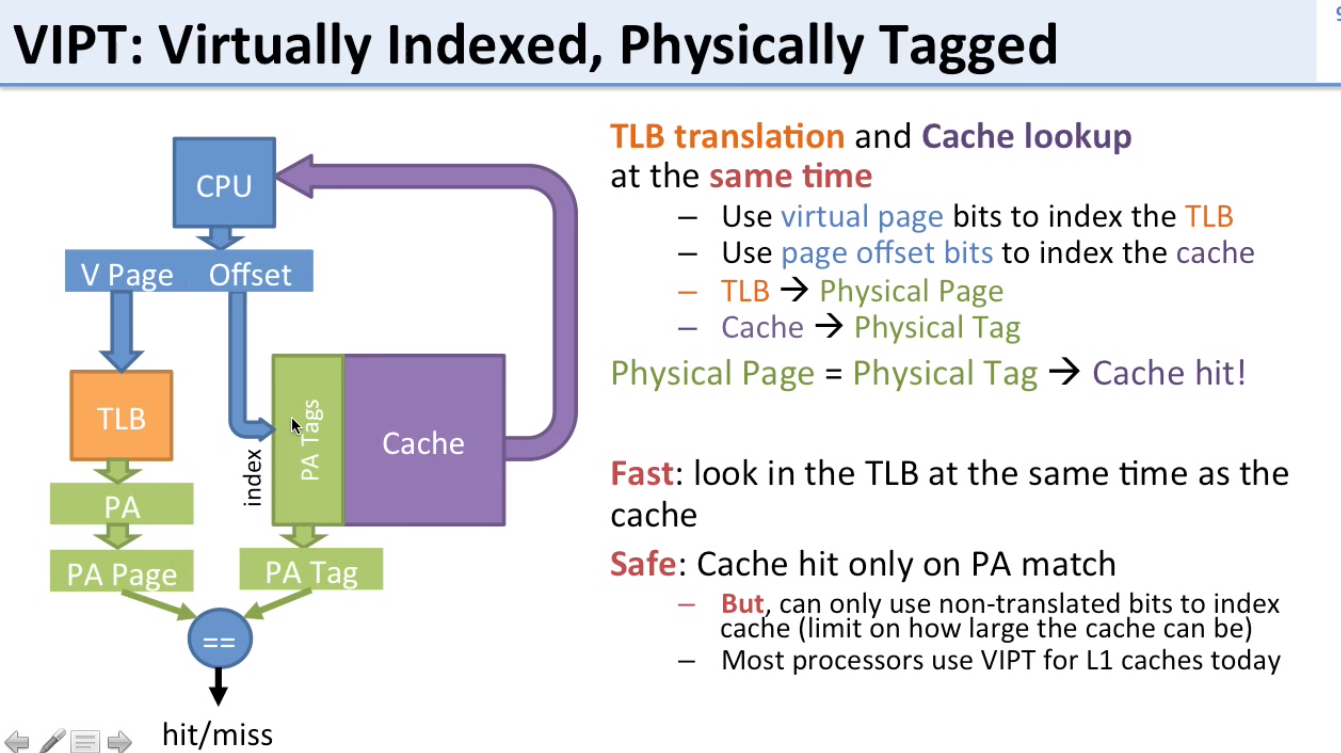 VIPT: Virtually Indexed, Physically Tagged
CPU
V Page Offset
TLB
index
PA Tags
Cache
PA
PA Page
PA Tag
==
hit/miss
TLB translation and Cache lookup
at the same time
– Use virtual page bits to index the TLB
– Use page offset bits to index the cache
– TLB → Physical Page
– Cache → Physical Tag
Physical Page = Physical Tag → Cache hit!
Fast: look in the TLB at the same time as the
cache
Safe: Cache hit only on PA match
– But, can only use non-translated bits to index
cache (limit on how large the cache can be)
– Most processors use VIPT for L1 caches today